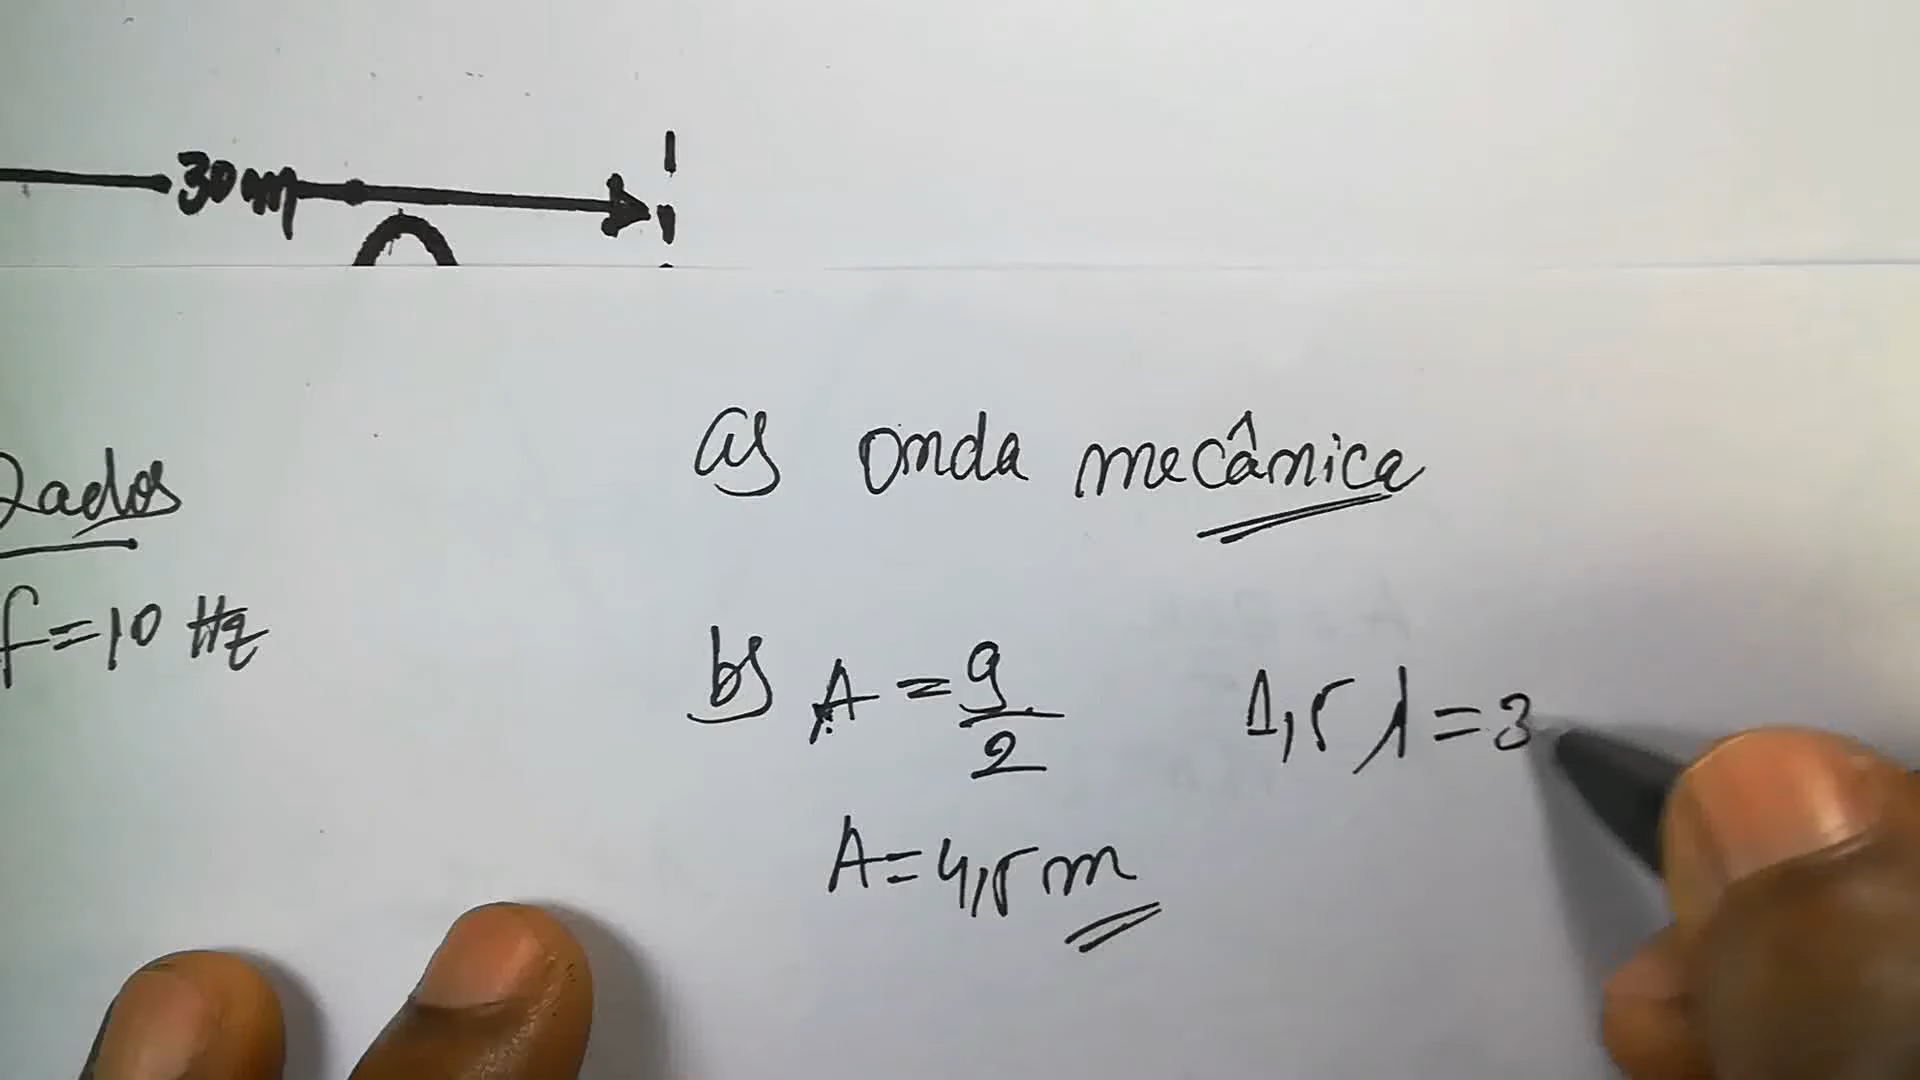 30 m
Dados
f = 10 Hz
a) onda mecânica
b) A = 9/2
A = 4,5 m
1,5 λ = 3